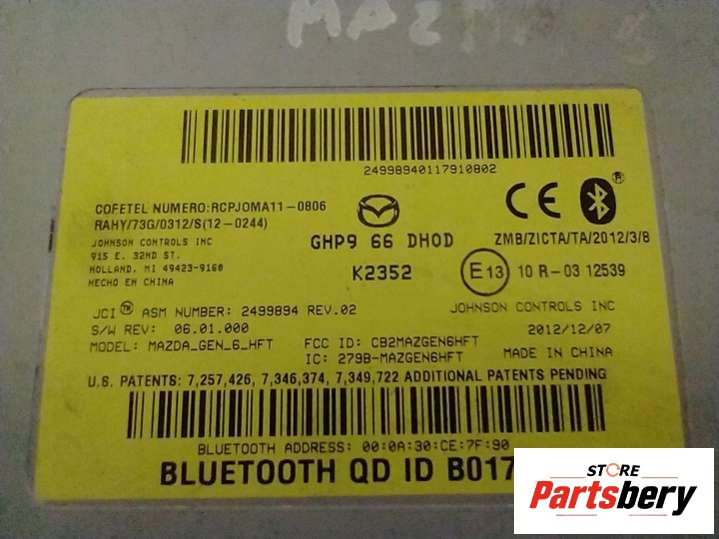 MAZ
24998940117910802
COFETEL NUMERO:RCPJOMA11-0806
RAHY/73G/0312/S(12-0244)
JOHNSON CONTROLS INC
915 E. 32ND ST.
HOLLAND, MI 49423-9160
HECHO EN CHINA
GHP9 66 DH0D
K2352
CE
ZMB/ZICTA/TA/2012/3/8
E13 10 R-03 12539
JCI™ ASM NUMBER: 2499894 REV.02
JOHNSON CONTROLS INC
S/W REV: 06.01.000
2012/12/07
MODEL: MAZDA_GEN_6_HFT
FCC ID: CB2MAZGEN6HFT
IC: 279B-MAZGEN6HFT
MADE IN CHINA
U.S. PATENTS: 7,257,426, 7,346,374, 7,349,722 ADDITIONAL PATENTS PENDING
BLUETOOTH ADDRESS: 00:0A:30:CE:7F:90
BLUETOOTH QD ID B017
STORE
Partsbery